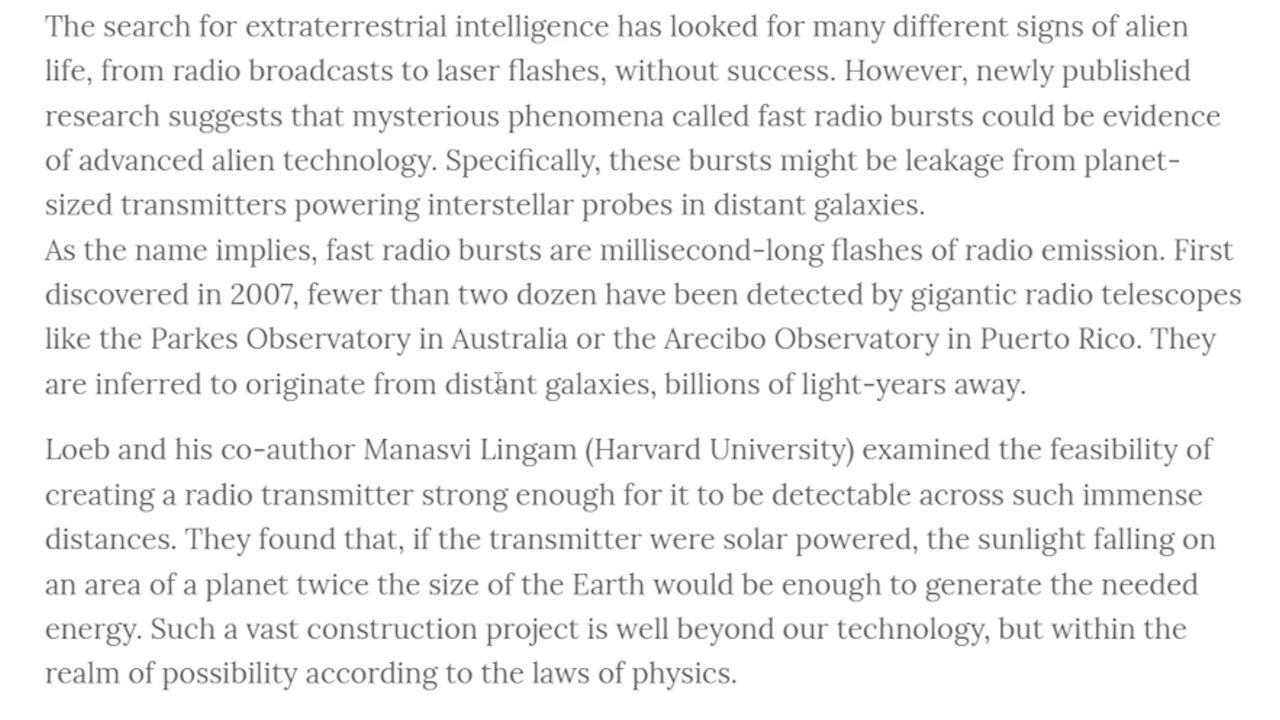 The search for extraterrestrial intelligence has looked for many different signs of alien
life, from radio broadcasts to laser flashes, without success. However, newly published
research suggests that mysterious phenomena called fast radio bursts could be evidence
of advanced alien technology. Specifically, these bursts might be leakage from planet-
sized transmitters powering interstellar probes in distant galaxies.
As the name implies, fast radio bursts are millisecond-long flashes of radio emission. First
discovered in 2007, fewer than two dozen have been detected by gigantic radio telescopes
like the Parkes Observatory in Australia or the Arecibo Observatory in Puerto Rico. They
are inferred to originate from distant galaxies, billions of light-years away.
Loeb and his co-author Manasvi Lingam (Harvard University) examined the feasibility of
creating a radio transmitter strong enough for it to be detectable across such immense
distances. They found that, if the transmitter were solar powered, the sunlight falling on
an area of a planet twice the size of the Earth would be enough to generate the needed
energy. Such a vast construction project is well beyond our technology, but within the
realm of possibility according to the laws of physics.